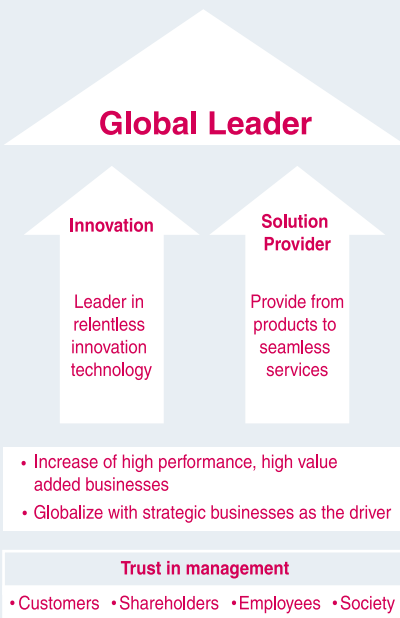 Global Leader
Innovation
Leader in
relentless
innovation
technology
Solution
Provider
Provide from
products to
seamless
services
• Increase of high performance, high value
added businesses
• Globalize with strategic businesses as the driver
Trust in management
• Customers • Shareholders • Employees • Society